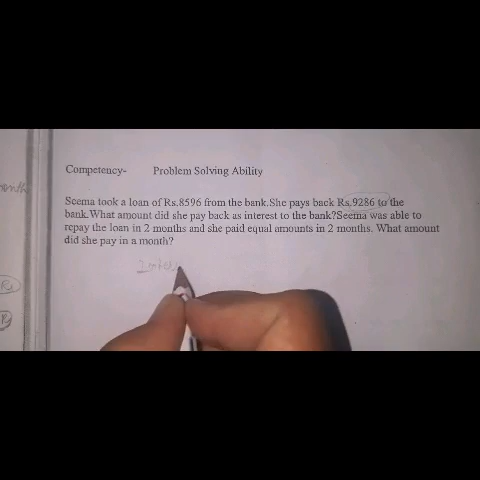 Competency- Problem Solving Ability
Seema took a loan of Rs.8596 from the bank.She pays back Rs.9286 to the
bank.What amount did she pay back as interest to the bank?Seema was able to
repay the loan in 2 months and she paid equal amounts in 2 months. What amount
did she pay in a month?